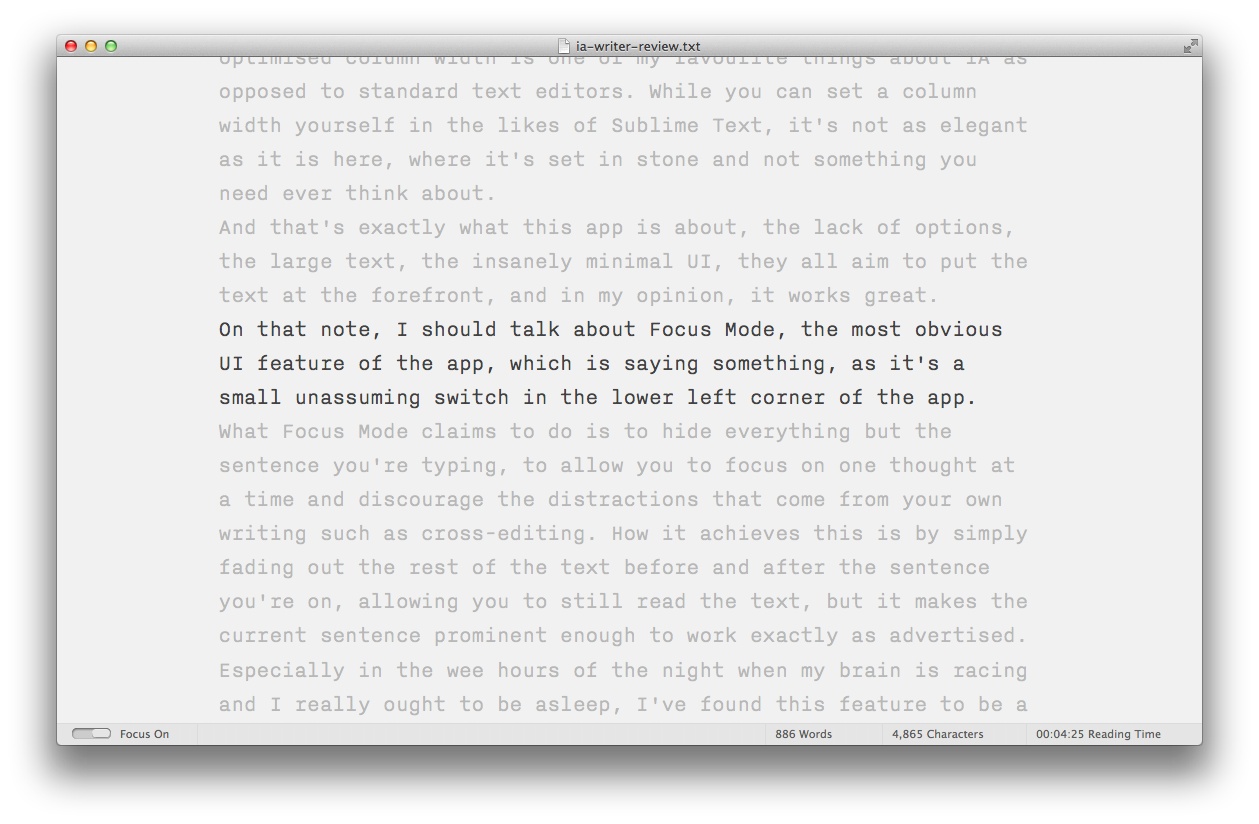 ia-writer-review.txt
optimised column width is one of my favourite things about iA as
opposed to standard text editors. While you can set a column
width yourself in the likes of Sublime Text, it's not as elegant
as it is here, where it's set in stone and not something you
need ever think about.
And that's exactly what this app is about, the lack of options,
the large text, the insanely minimal UI, they all aim to put the
text at the forefront, and in my opinion, it works great.
On that note, I should talk about Focus Mode, the most obvious
UI feature of the app, which is saying something, as it's a
small unassuming switch in the lower left corner of the app.
What Focus Mode claims to do is to hide everything but the
sentence you're typing, to allow you to focus on one thought at
a time and discourage the distractions that come from your own
writing such as cross-editing. How it achieves this is by simply
fading out the rest of the text before and after the sentence
you're on, allowing you to still read the text, but it makes the
current sentence prominent enough to work exactly as advertised.
Especially in the wee hours of the night when my brain is racing
and I really ought to be asleep, I've found this feature to be a
Focus On
886 Words
4,865 Characters
00:04:25 Reading Time